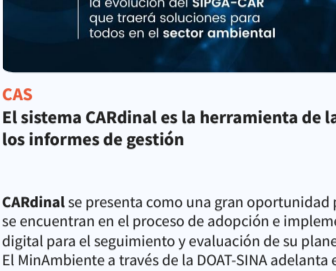 la evolución del SIPGA-CAR
que traerá soluciones para
todos en el sector ambiental
CAS
El sistema CARdinal es la herramienta de la
los informes de gestión
CARdinal se presenta como una gran oportunidad
se encuentran en el proceso de adopción e impleme
digital para el seguimiento y evaluación de su plane
El MinAmbiente a través de la DOAT-SINA adelanta e